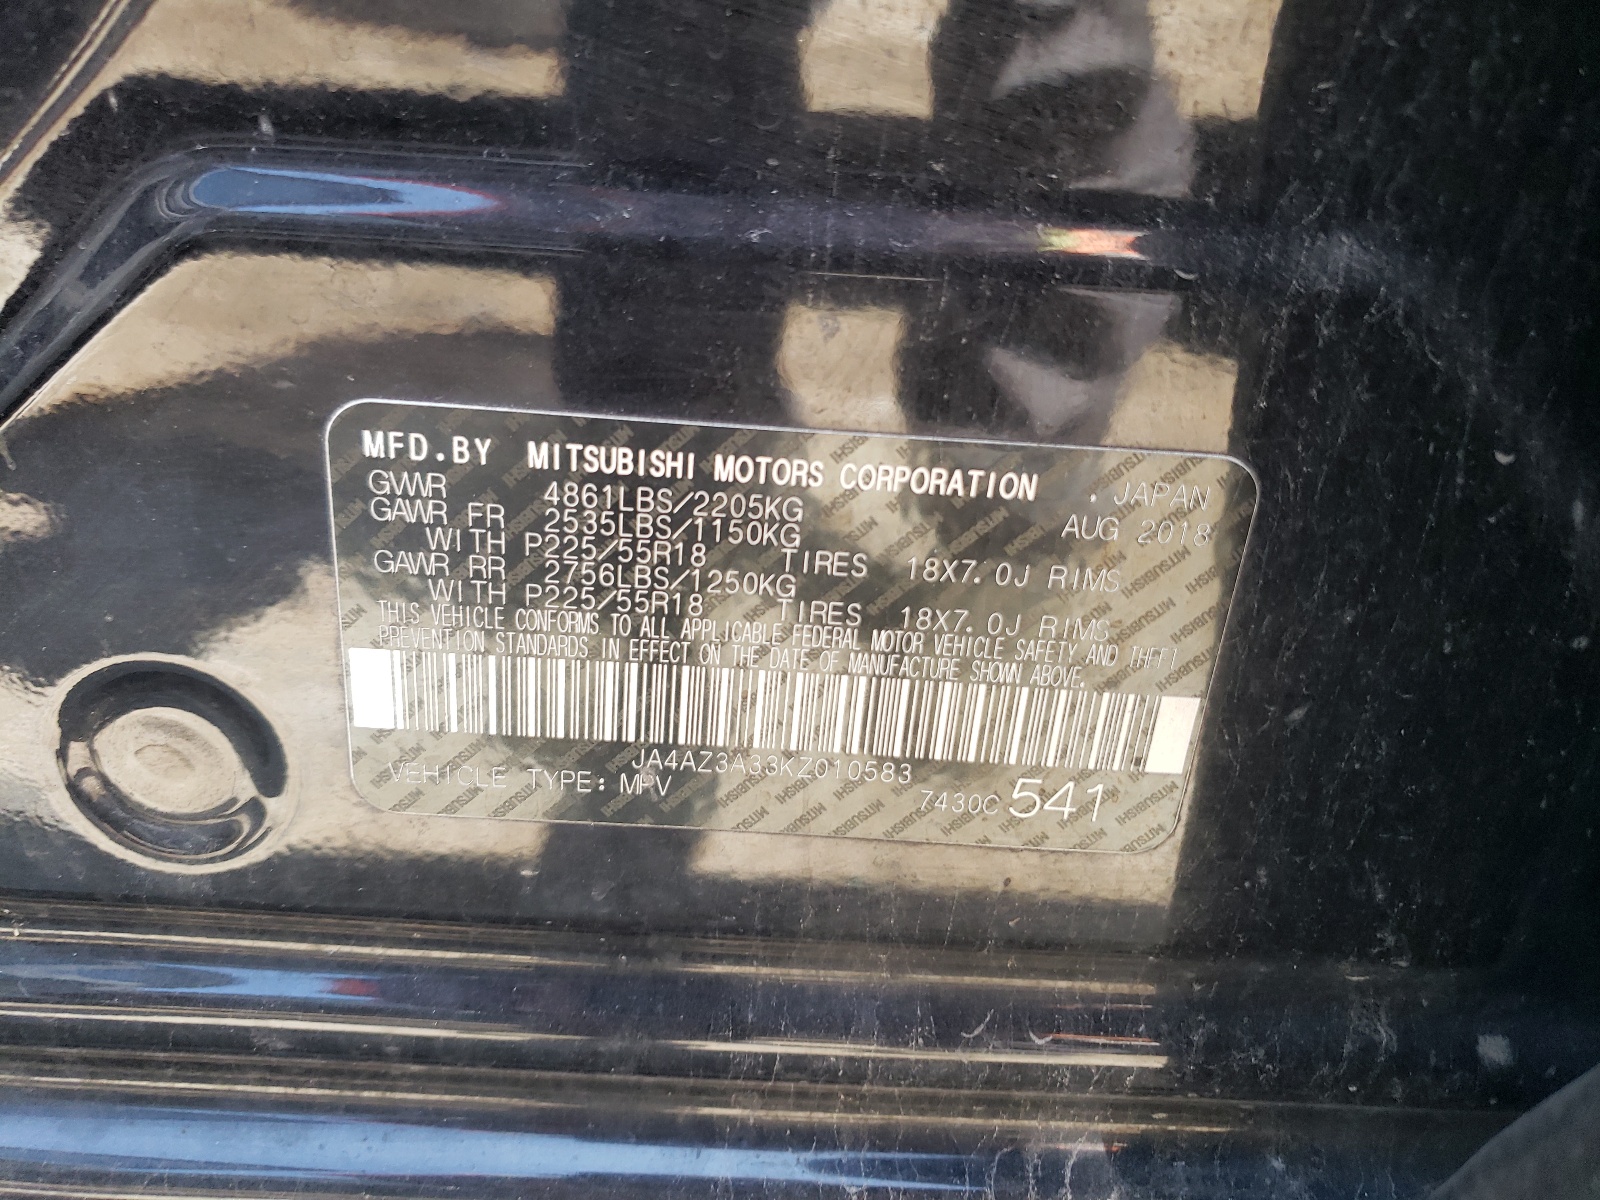 MFD.BY MITSUBISHI MOTORS CORPORATION . JAPAN
GVWR 4861LBS/2205KG AUG 2018
GAWR FR 2535LBS/1150KG
WITH P225/55R18 TIRES 18X7.0J RIMS
GAWR RR 2756LBS/1250KG
WITH P225/55R18 TIRES 18X7.0J RIMS
THIS VEHICLE CONFORMS TO ALL APPLICABLE FEDERAL MOTOR VEHICLE SAFETY AND THEFT
PREVENTION STANDARDS IN EFFECT ON THE DATE OF MANUFACTURE SHOWN ABOVE.
JA4AZ3A33KZ010583
VEHICLE TYPE: MPV 7430C 541